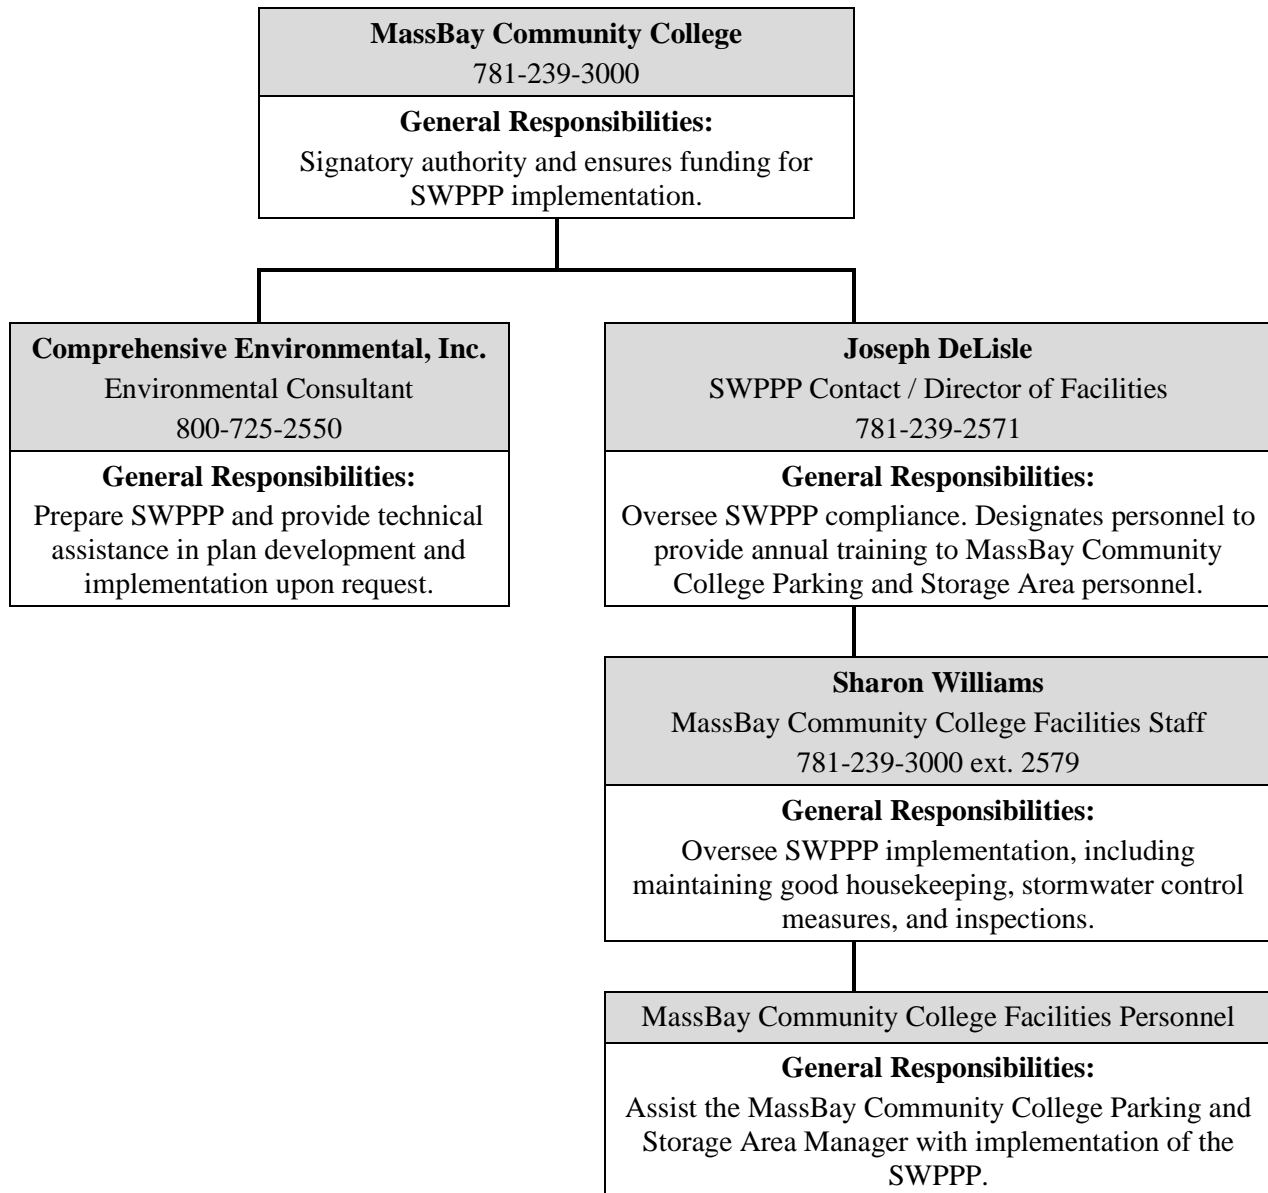 MassBay Community College
781-239-3000
General Responsibilities:
Signatory authority and ensures funding for
SWPPP implementation.
Comprehensive Environmental, Inc.
Environmental Consultant
800-725-2550
General Responsibilities:
Prepare SWPPP and provide technical
assistance in plan development and
implementation upon request.
Joseph DeLisle
SWPPP Contact / Director of Facilities
781-239-2571
General Responsibilities:
Oversee SWPPP compliance. Designates personnel to
provide annual training to MassBay Community
College Parking and Storage Area personnel.
Sharon Williams
MassBay Community College Facilities Staff
781-239-3000 ext. 2579
General Responsibilities:
Oversee SWPPP implementation, including
maintaining good housekeeping, stormwater control
measures, and inspections.
MassBay Community College Facilities Personnel
General Responsibilities:
Assist the MassBay Community College Parking and
Storage Area Manager with implementation of the
SWPPP.